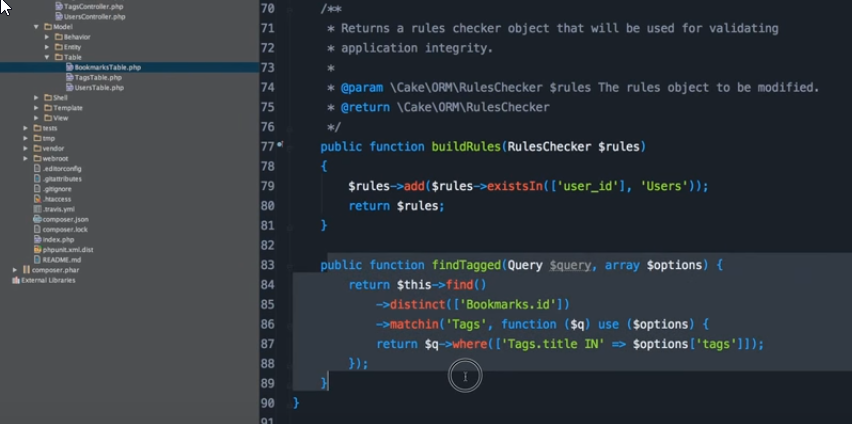 TagsController.php
UsersController.php
Model
Behavior
Entity
Table
BookmarksTable.php
TagsTable.php
UsersTable.php
Shell
Template
View
tests
tmp
vendor
webroot
.editorconfig
.gitattributes
.gitignore
.htaccess
.travis.yml
composer.json
composer.lock
index.php
phpunit.xml.dist
README.md
composer.phar
External Libraries
70 /**
71 * Returns a rules checker object that will be used for validating
72 * application integrity.
73 *
74 * @param \Cake\ORM\RulesChecker $rules The rules object to be modified.
75 * @return \Cake\ORM\RulesChecker
76 */
77 public function buildRules(RulesChecker $rules)
78 {
79 $rules->add($rules->existsIn(['user_id'], 'Users'));
80 return $rules;
81 }
82
83 public function findTagged(Query $query, array $options) {
84 return $this->find()
85 ->distinct(['Bookmarks.id'])
86 ->matchin('Tags', function ($q) use ($options) {
87 return $q->where(['Tags.title IN' => $options['tags']]);
88 });
89 }
90 }
91